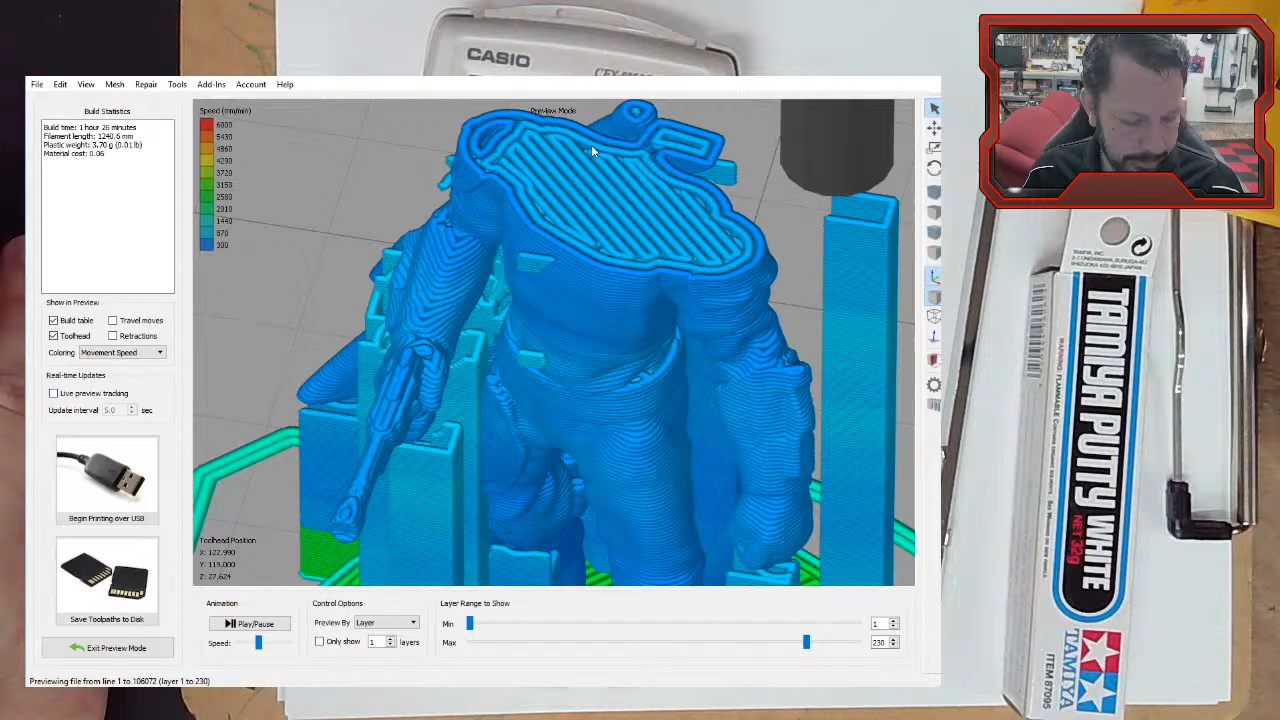 CASIO
File Edit View Mesh Repair Tools Add-Ins Account Help
Build Statistics
Build time: 1 hour 26 minutes
Filament length: 1240.6 mm
Plastic weight: 3.70 g (0.01 lb)
Material cost: 0.06
Speed (mm/min)
Preview Mode
6000
5430
4860
4290
3720
3150
2580
2010
1440
870
300
Show in Preview
Build table
Travel moves
Toolhead
Retractions
Coloring Movement Speed
Real-time Updates
Live preview tracking
Update interval 5.0 sec
Begin Printing over USB
Save Toolpaths to Disk
Exit Preview Mode
Toolhead Position
X: 122.990
Y: 119.000
Z: 27.624
Animation
Play/Pause
Speed:
Control Options
Preview By Layer
Only show 1 layers
Layer Range to Show
Min 1
Max 230
Previewing file from line 1 to 106072 (layer 1 to 230)
TAMIYA PUTTY WHITE
NET 32g
TAMIYA
ITEM 87095